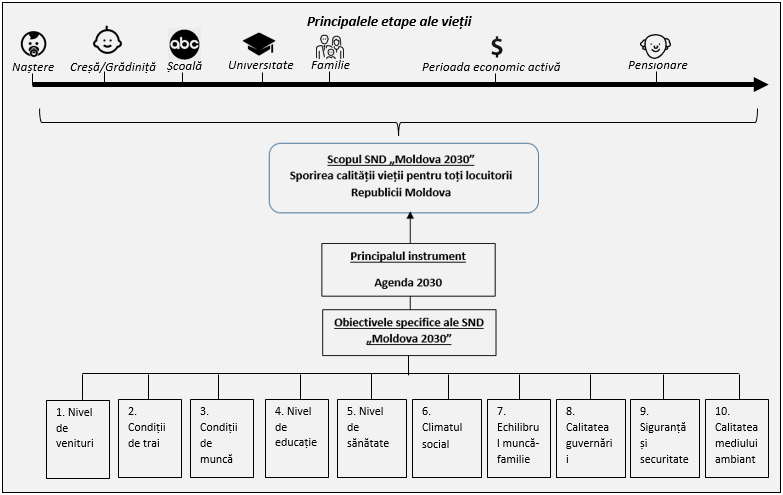 Principalele etape ale vieții
abc
$
Naștere
Creșă/Grădiniță
Școală
Universitate
Familie
Perioada economic activă
Pensionare
Scopul SND „Moldova 2030”
Sporirea calității vieții pentru toți locuitorii
Republicii Moldova
Principalul instrument
Agenda 2030
Obiectivele specifice ale SND
„Moldova 2030”
1. Nivel
de
venituri
2.
Condiții
de trai
3.
Condiții
de
muncă
4. Nivel
de
educație
5. Nivel
de
sănătate
6.
Climatul
social
7.
Echilibru
l muncă-
familie
8.
Calitatea
guvernări
i
9.
Siguranță
și
securitate
10.
Calitatea
mediului
ambiant